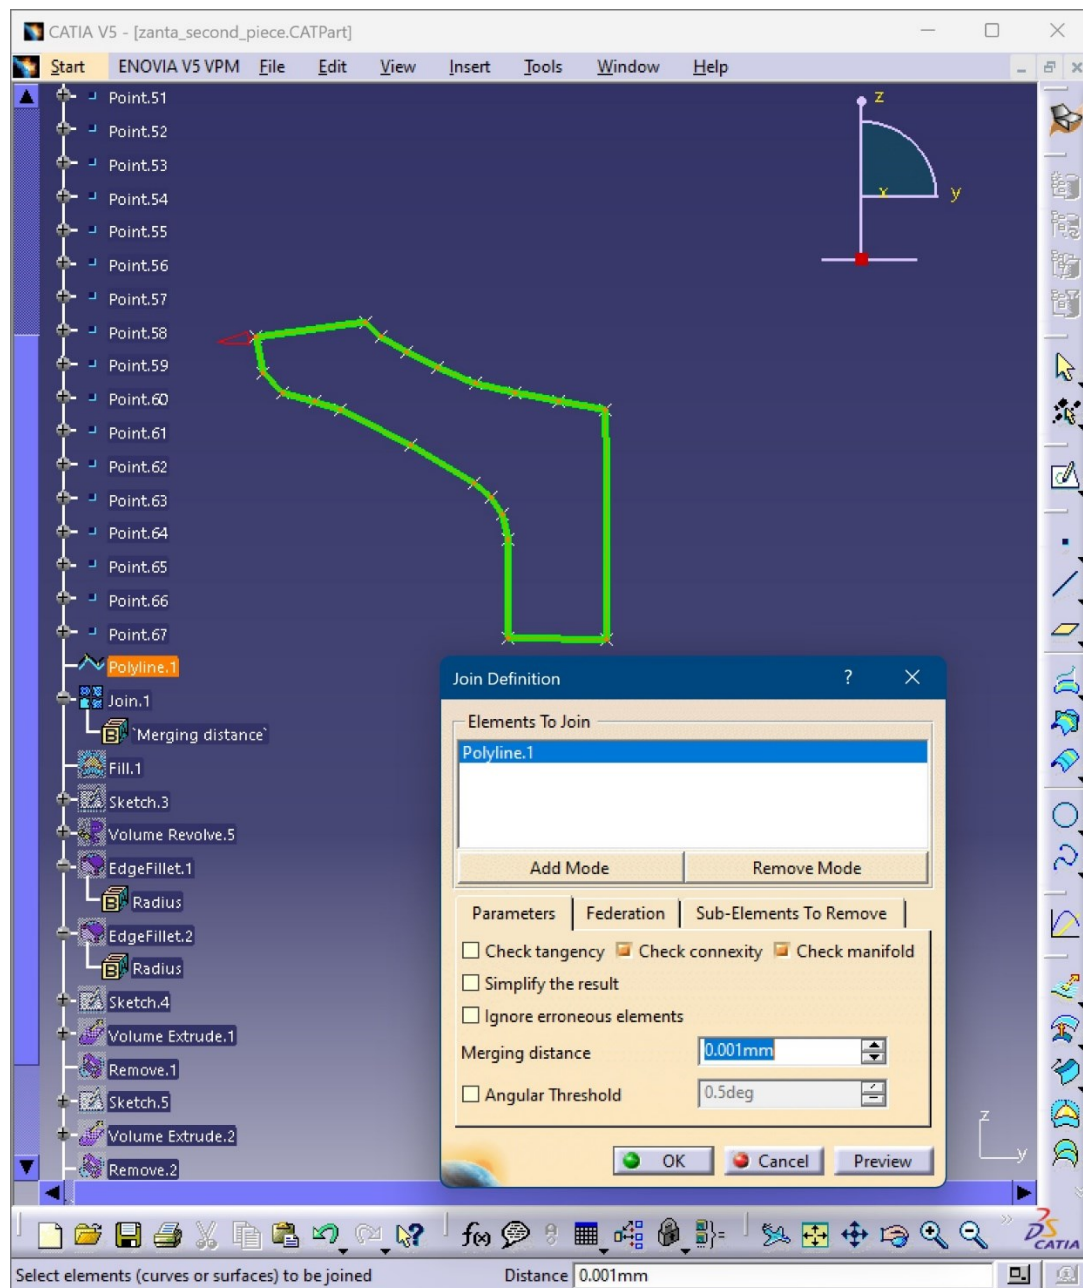 CATIA V5 - [zanta_second_piece.CATPart]
Start ENOVIA V5 VPM File Edit View Insert Tools Window Help
Point.51
Point.52
Point.53
Point.54
Point.55
Point.56
Point.57
Point.58
Point.59
Point.60
Point.61
Point.62
Point.63
Point.64
Point.65
Point.66
Point.67
Polyline.1
Join.1
`Merging distance`
Fill.1
Sketch.3
Volume Revolve.5
EdgeFillet.1
Radius
EdgeFillet.2
Radius
Sketch.4
Volume Extrude.1
Remove.1
Sketch.5
Volume Extrude.2
Remove.2
z
x
y
Join Definition ?
Elements To Join
Polyline.1
Add Mode Remove Mode
Parameters Federation Sub-Elements To Remove
Check tangency Check connexity Check manifold
Simplify the result
Ignore erroneous elements
Merging distance 0.001mm
Angular Threshold 0.5deg
OK Cancel Preview
z
y
f(x)
CATIA
Select elements (curves or surfaces) to be joined Distance 0.001mm